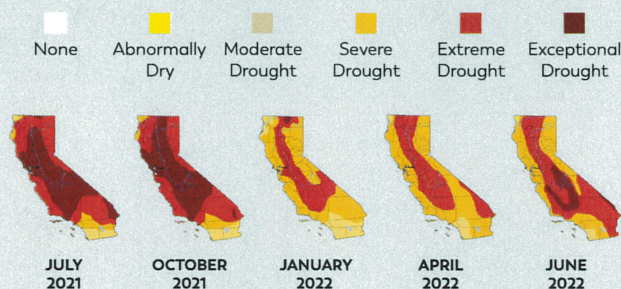 None
Abnormally
Dry
Moderate
Drought
Severe
Drought
Extreme
Drought
Exceptional
Drought
JULY
2021
OCTOBER
2021
JANUARY
2022
APRIL
2022
JUNE
2022